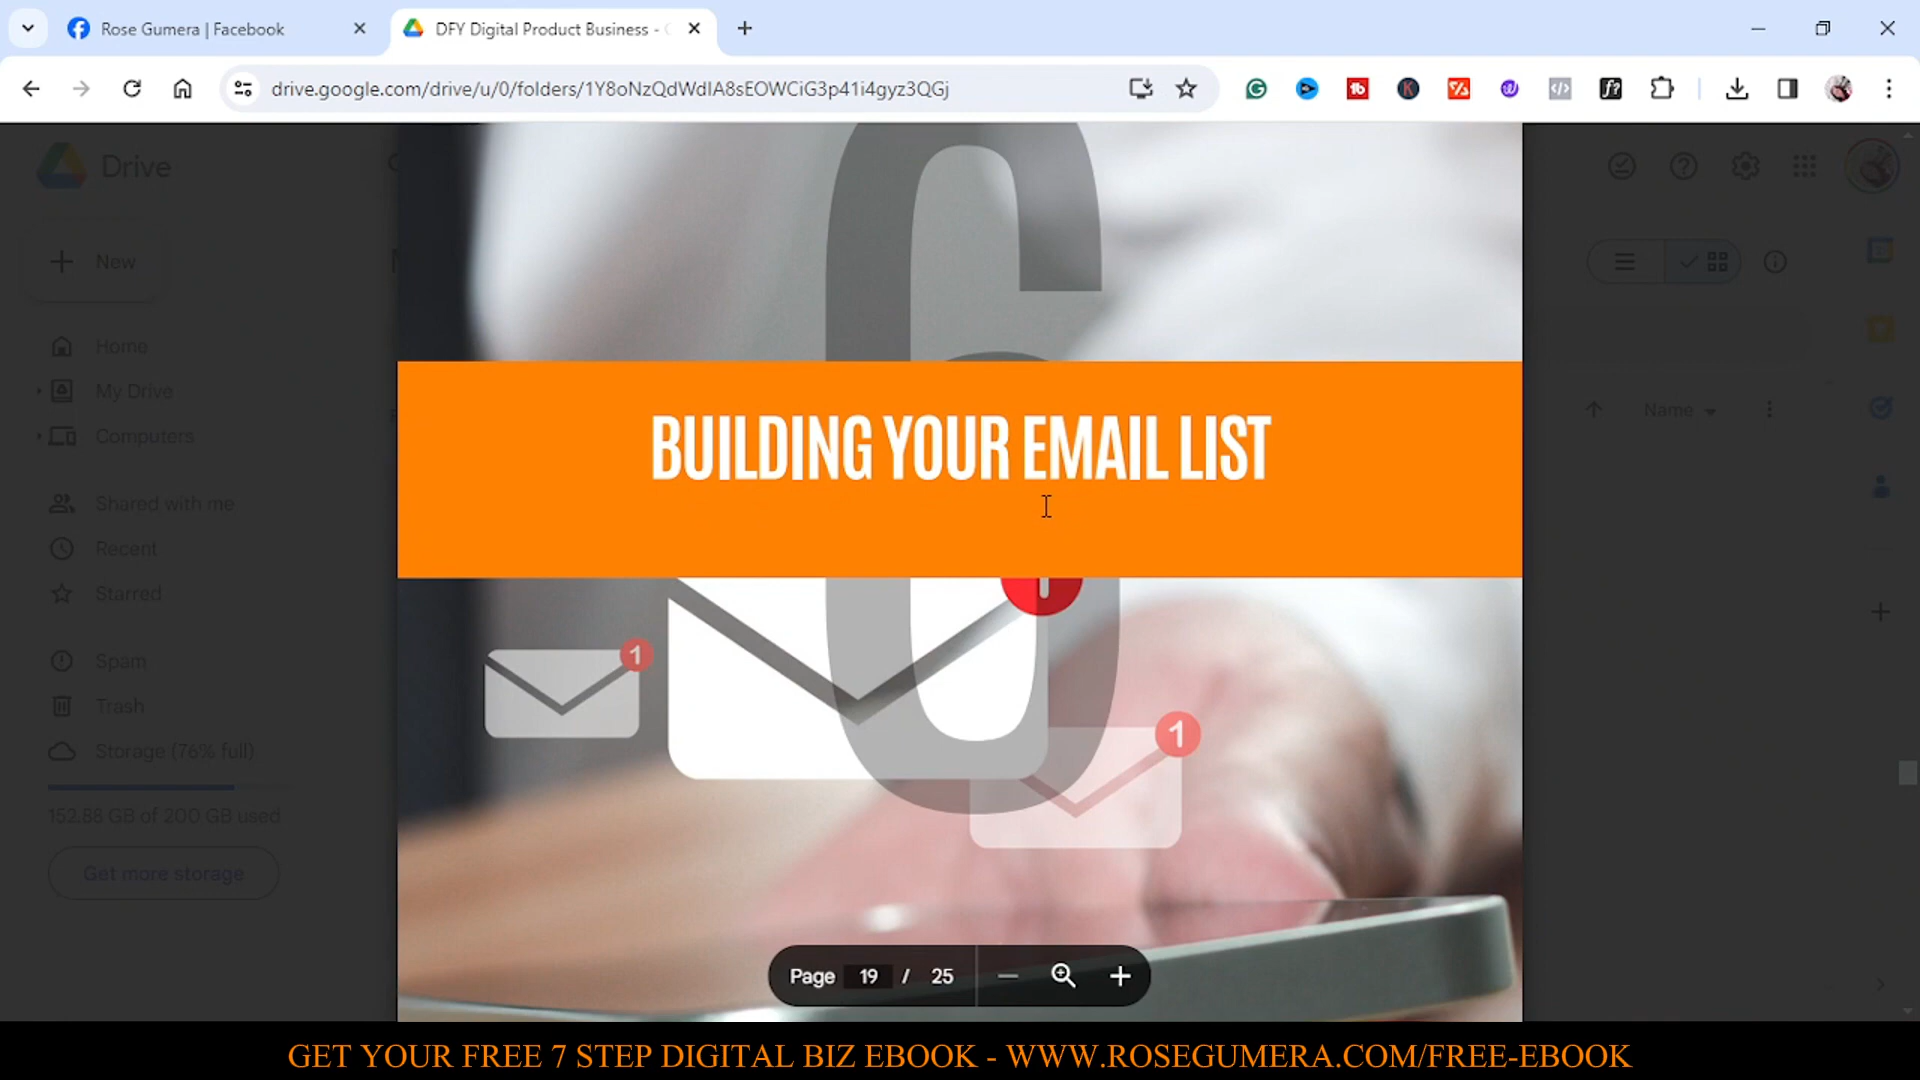 Rose Gumera | Facebook
DFY Digital Product Business -
drive.google.com/drive/u/0/folders/1Y8oNzQdWdIA8sEOWCiG3p41i4gyz3QGj
Drive
New
Home
My Drive
Computers
Shared with me
Recent
Starred
Spam
Trash
Storage (76% full)
152.88 GB of 200 GB used
Get more storage
Name
6
BUILDING YOUR EMAIL LIST
1
1
Page 19 / 25
GET YOUR FREE 7 STEP DIGITAL BIZ EBOOK - WWW.ROSEGUMERA.COM/FREE-EBOOK